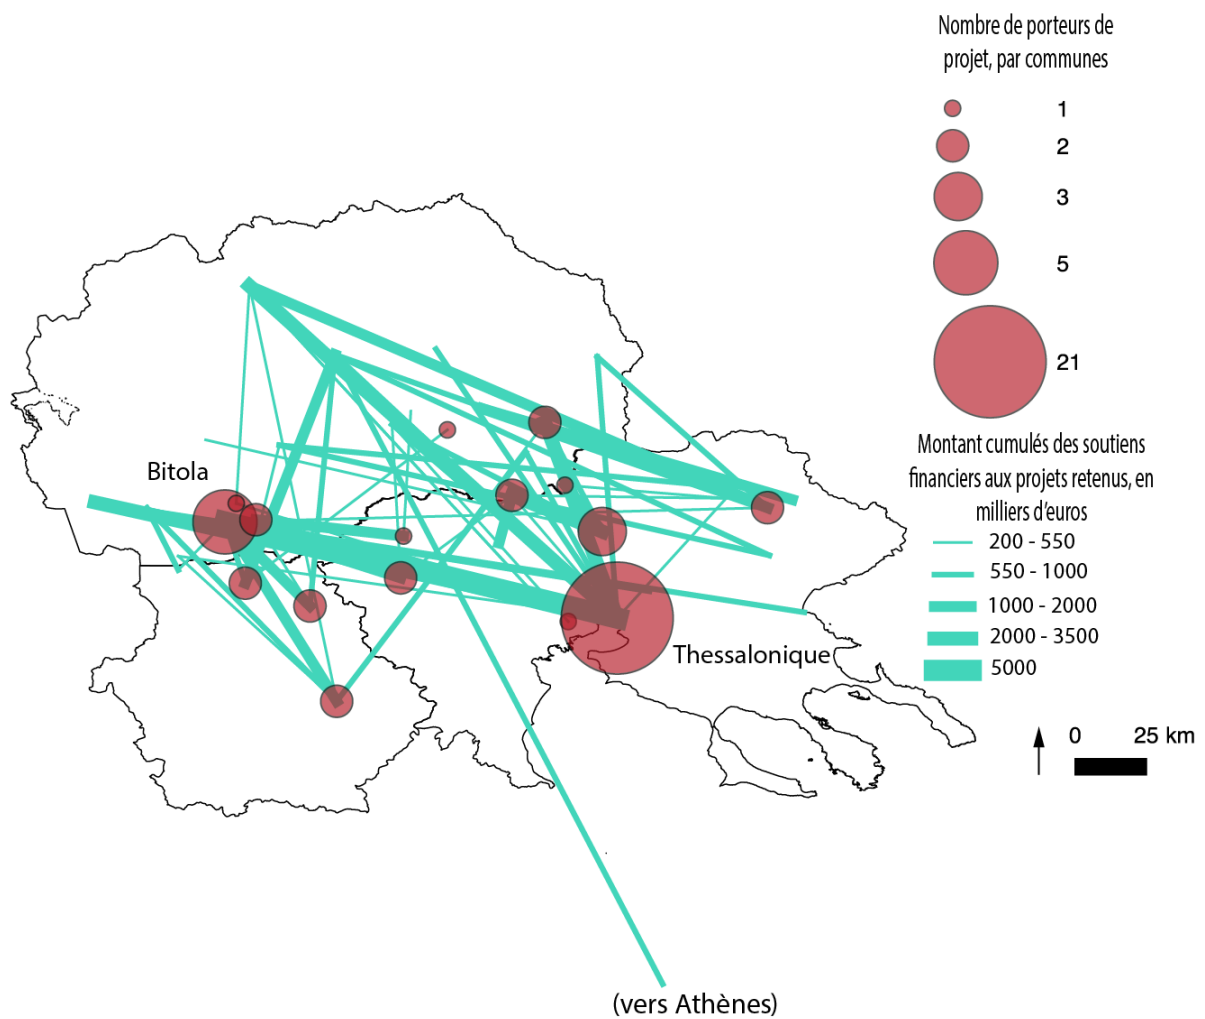 Nombre de porteurs de
projet, par communes
1
2
3
5
21
Montant cumulés des soutiens
financiers aux projets retenus, en
milliers d'euros
200 - 550
550 - 1000
1000 - 2000
2000 - 3500
5000
Bitola
Thessalonique
0 25 km
(vers Athènes)